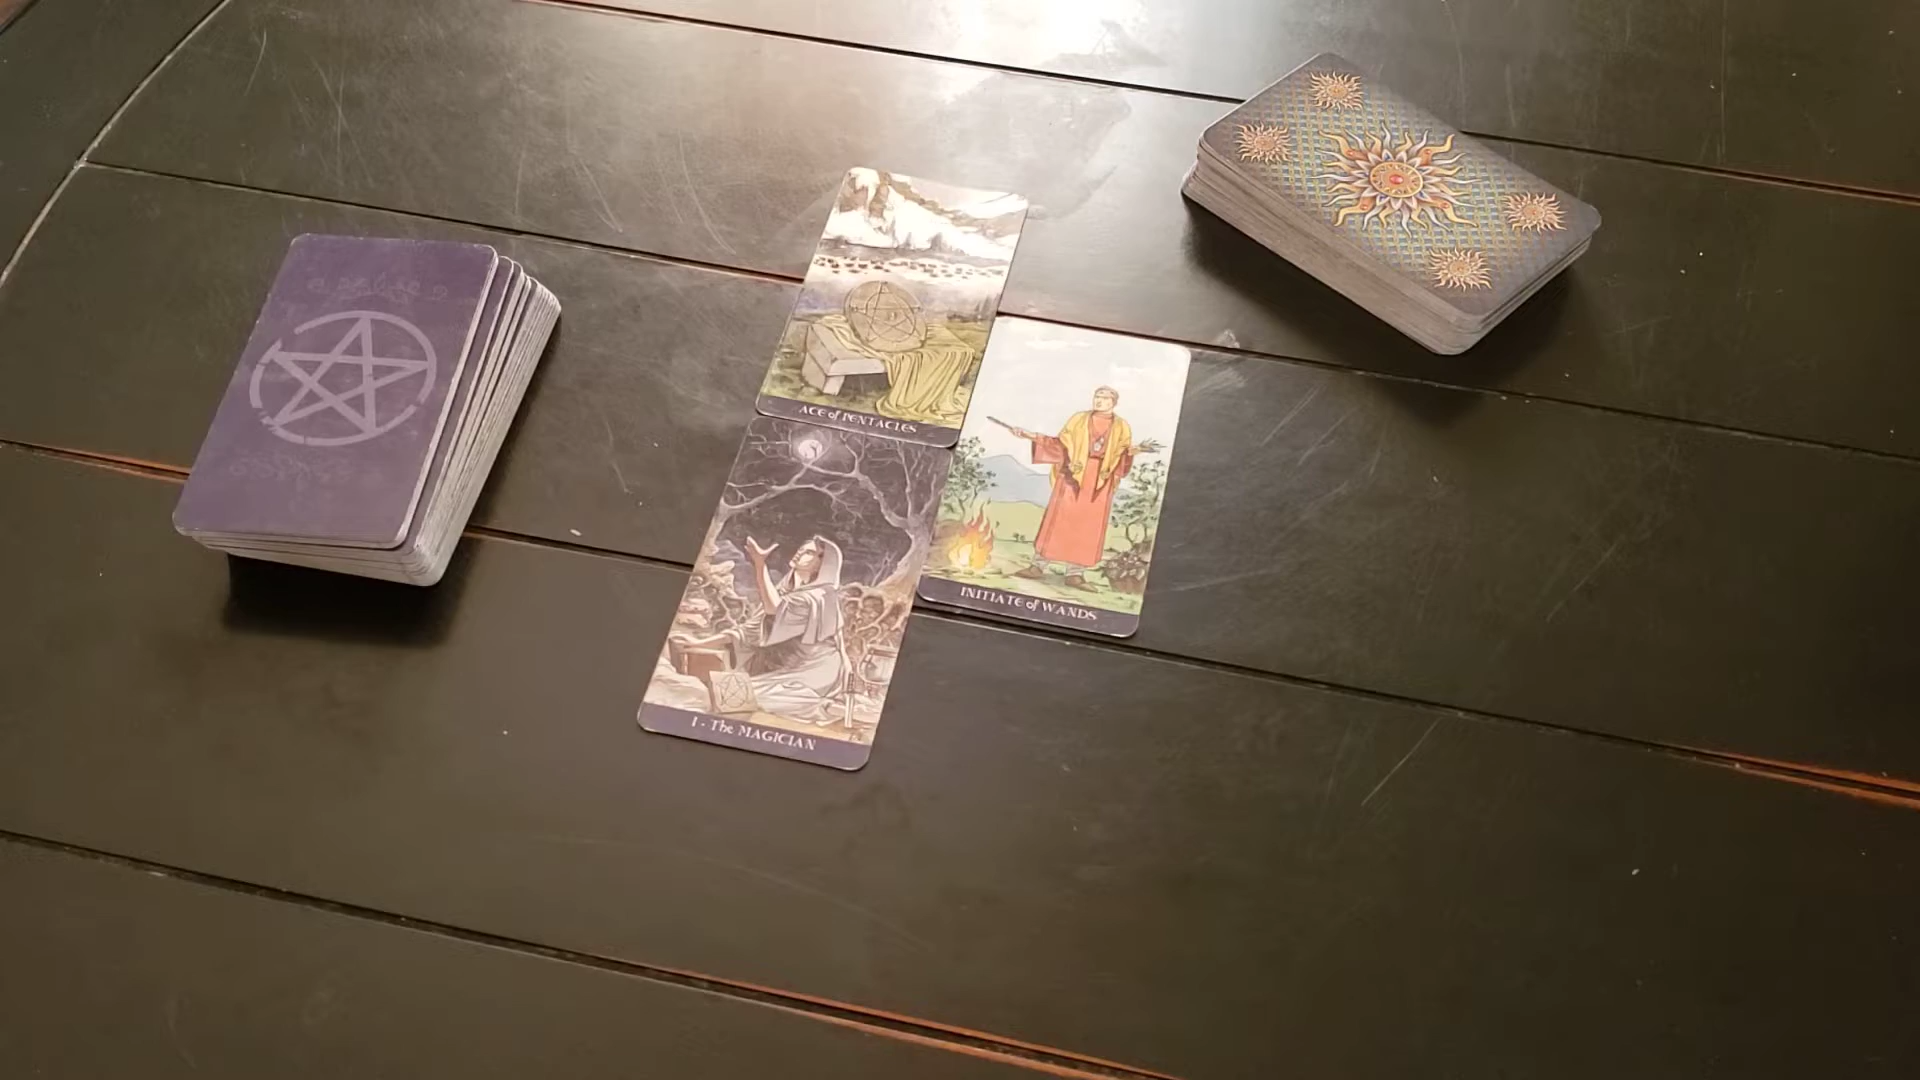 ACE of PENTACLES
INITIATE of WANDS
I - The MAGICIAN